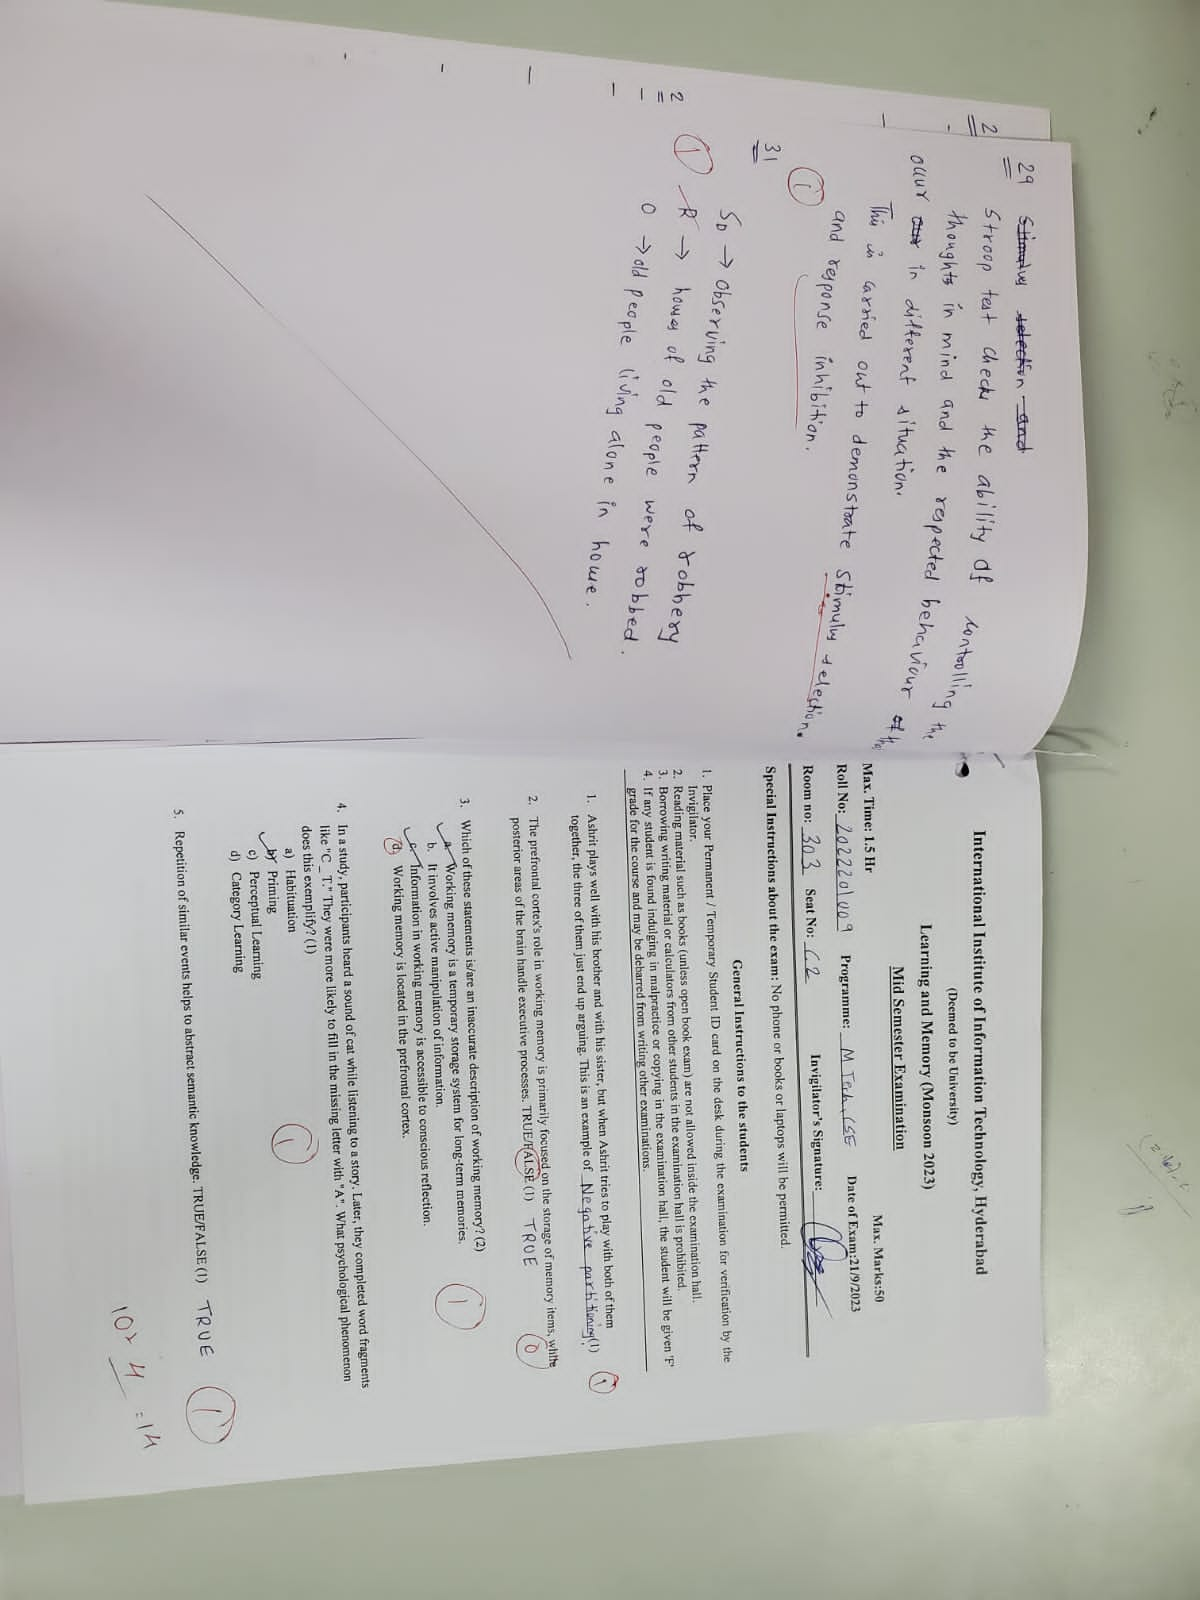 29 Stimulus selection and
Stroop test checks the ability of controlling the
thoughts in mind and the respected behaviour of
occur in different situation.
This is carried out to demonstrate stimulus selection.
and response inhibition.
1
31
S_D → observing the pattern of robbery
1 R → houses of old people were robbed.
O → old people living alone in house.
2
2
International Institute of Information Technology, Hyderabad
(Deemed to be University)
Learning and Memory (Monsoon 2023)
Mid Semester Examination
Max. Time: 1.5 Hr Max. Marks:50
Roll No: 2022201009 Programme: M Tech, CSE Date of Exam:21/9/2023
Room no: 303 Seat No: C2 Invigilator's Signature:
Special Instructions about the exam: No phone or books or laptops will be permitted.
General Instructions to the students
1. Place your Permanent / Temporary Student ID card on the desk during the examination for verification by the
Invigilator.
2. Reading material such as books (unless open book exam) are not allowed inside the examination hall.
3. Borrowing writing material or calculators from other students in the examination hall is prohibited.
4. If any student is found indulging in malpractice or copying in the examination hall, the student will be given 'F'
grade for the course and may be debarred from writing other examinations.
1. Ashrit plays well with his brother and with his sister, but when Ashrit tries to play with both of them
together, the three of them just end up arguing. This is an example of Negative partitioning (1)
1
2. The prefrontal cortex's role in working memory is primarily focused on the storage of memory items, while
posterior areas of the brain handle executive processes. TRUE/FALSE (1) TRUE
0
3. Which of these statements is/are an inaccurate description of working memory? (2)
a. Working memory is a temporary storage system for long-term memories.
b. It involves active manipulation of information.
c. Information in working memory is accessible to conscious reflection.
d. Working memory is located in the prefrontal cortex.
1
4. In a study, participants heard a sound of cat while listening to a story. Later, they completed word fragments
like "C _ T." They were more likely to fill in the missing letter with "A". What psychological phenomenon
does this exemplify? (1)
a) Habituation
b) Priming
c) Perceptual Learning
d) Category Learning
1
5. Repetition of similar events helps to abstract semantic knowledge. TRUE/FALSE (1) TRUE
1
10+4 = 14